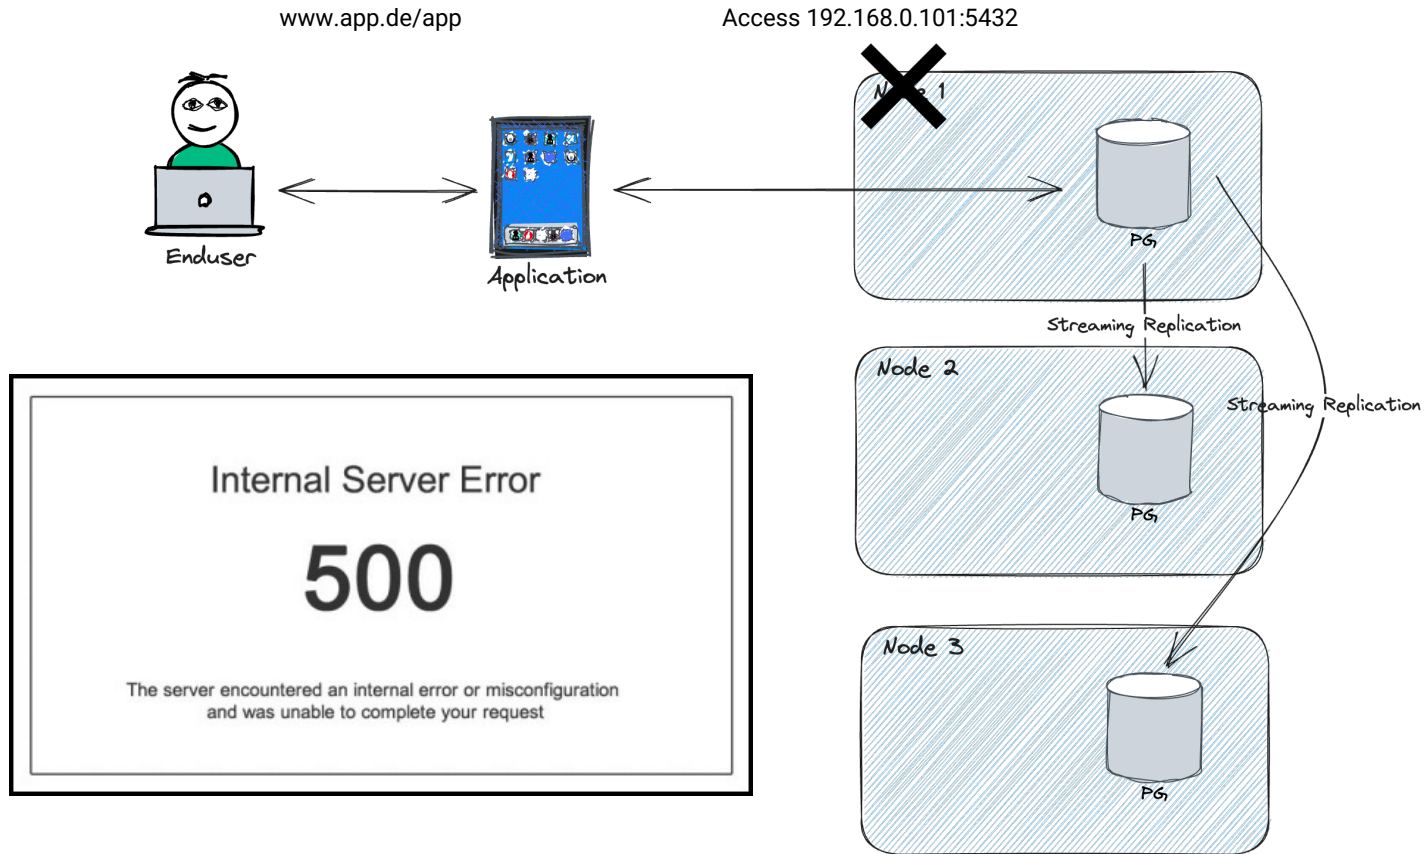 www.app.de/app
Access 192.168.0.101:5432
Node 1
Enduser
Application
PG
Streaming Replication
Node 2
Streaming Replication
PG
Internal Server Error
500
The server encountered an internal error or misconfiguration
and was unable to complete your request
Node 3
PG